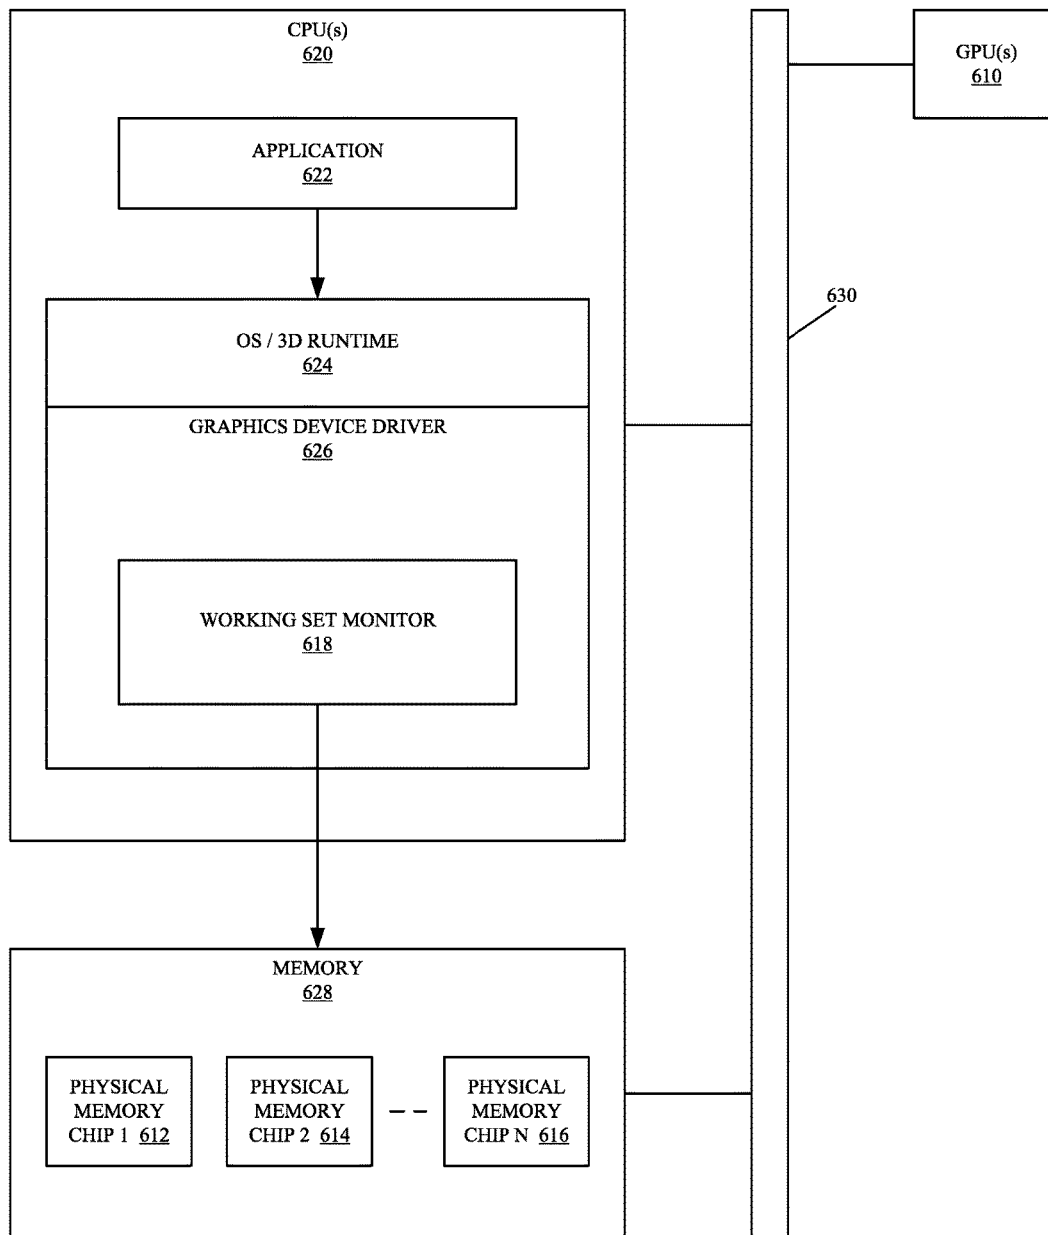 CPU(s)
620
GPU(s)
610
APPLICATION
622
630
OS / 3D RUNTIME
624
GRAPHICS DEVICE DRIVER
626
WORKING SET MONITOR
618
MEMORY
628
PHYSICAL
MEMORY
CHIP 1 612
PHYSICAL
MEMORY
CHIP 2 614
PHYSICAL
MEMORY
CHIP N 616